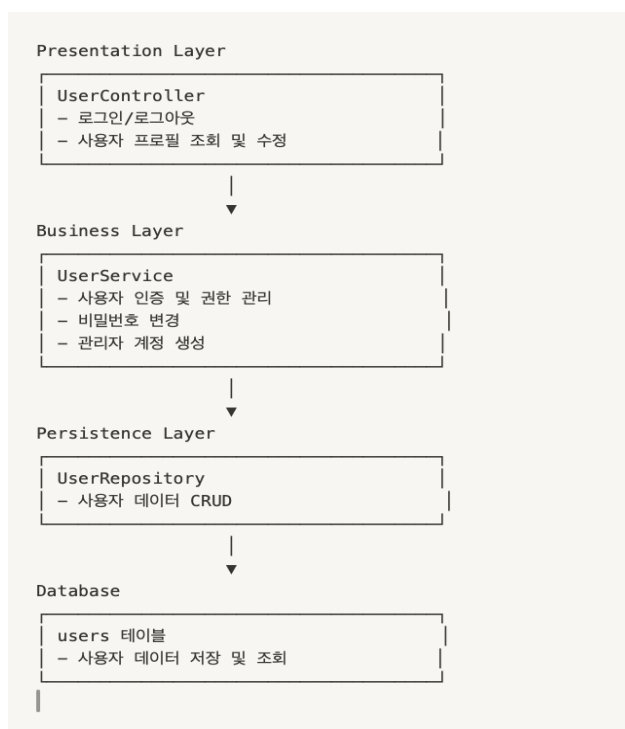 Presentation Layer
UserController
– 로그인/로그아웃
– 사용자 프로필 조회 및 수정
Business Layer
UserService
– 사용자 인증 및 권한 관리
– 비밀번호 변경
– 관리자 계정 생성
Persistence Layer
UserRepository
– 사용자 데이터 CRUD
Database
users 테이블
– 사용자 데이터 저장 및 조회